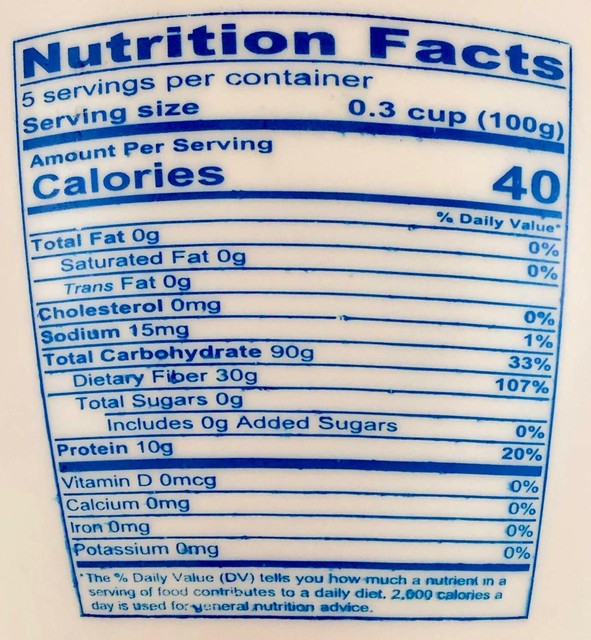 Nutrition Facts
5 servings per container
Serving size 0.3 cup (100g)
Amount Per Serving
Calories 40
% Daily Value*
Total Fat 0g 0%
Saturated Fat 0g 0%
Trans Fat 0g
Cholesterol 0mg 0%
Sodium 15mg 1%
Total Carbohydrate 90g 33%
Dietary Fiber 30g 107%
Total Sugars 0g
Includes 0g Added Sugars 0%
Protein 10g 20%
Vitamin D 0mcg 0%
Calcium 0mg 0%
Iron 0mg 0%
Potassium 0mg 0%
*The % Daily Value (DV) tells you how much a nutrient in a
serving of food contributes to a daily diet. 2,000 calories a
day is used for general nutrition advice.